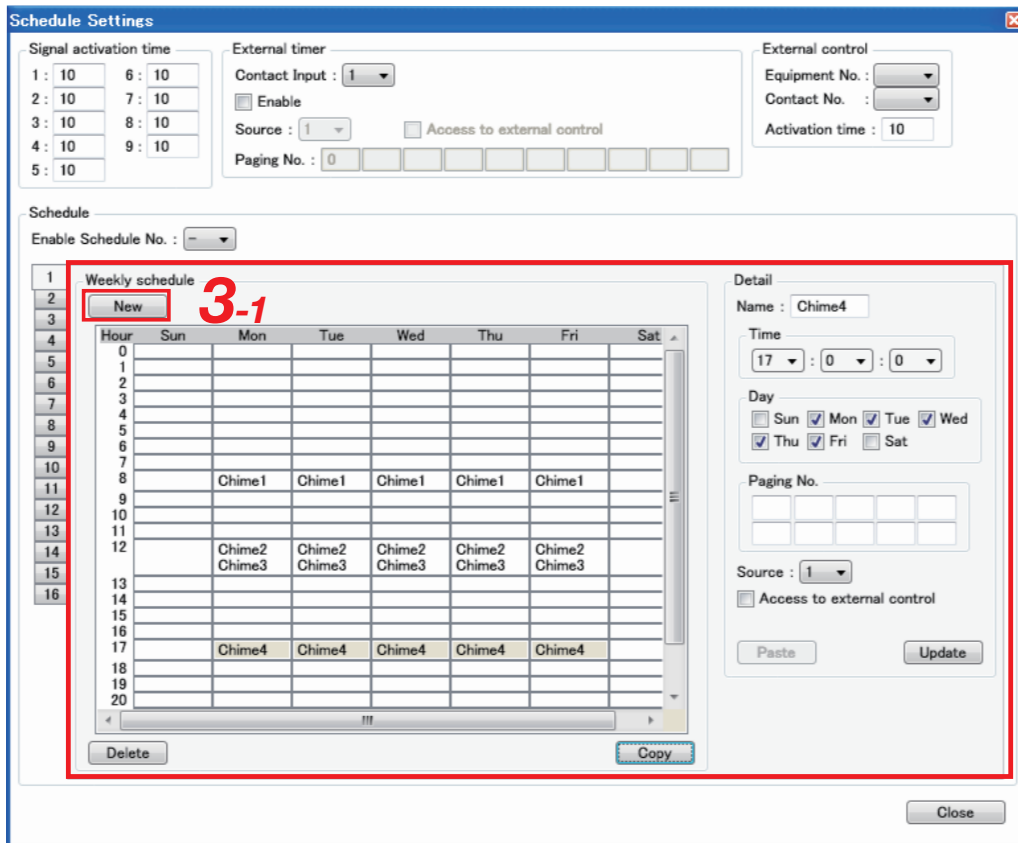 Schedule Settings
Signal activation time
1 : 10 6 : 10
2 : 10 7 : 10
3 : 10 8 : 10
4 : 10 9 : 10
5 : 10
External timer
Contact Input : 1
Enable
Source : 1 Access to external control
Paging No. : 0
External control
Equipment No. :
Contact No. :
Activation time : 10
Schedule
Enable Schedule No. : -
1
2
3
4
5
6
7
8
9
10
11
12
13
14
15
16
Weekly schedule
New
3-1
Hour Sun Mon Tue Wed Thu Fri Sat
0
1
2
3
4
5
6
7
8 Chime1 Chime1 Chime1 Chime1 Chime1
9
10
11
12 Chime2 Chime2 Chime2 Chime2 Chime2
Chime3 Chime3 Chime3 Chime3 Chime3
13
14
15
16
17 Chime4 Chime4 Chime4 Chime4 Chime4
18
19
20
Delete Copy
Detail
Name : Chime4
Time
17 : 0 : 0
Day
Sun Mon Tue Wed
Thu Fri Sat
Paging No.
Source : 1
Access to external control
Paste Update
Close